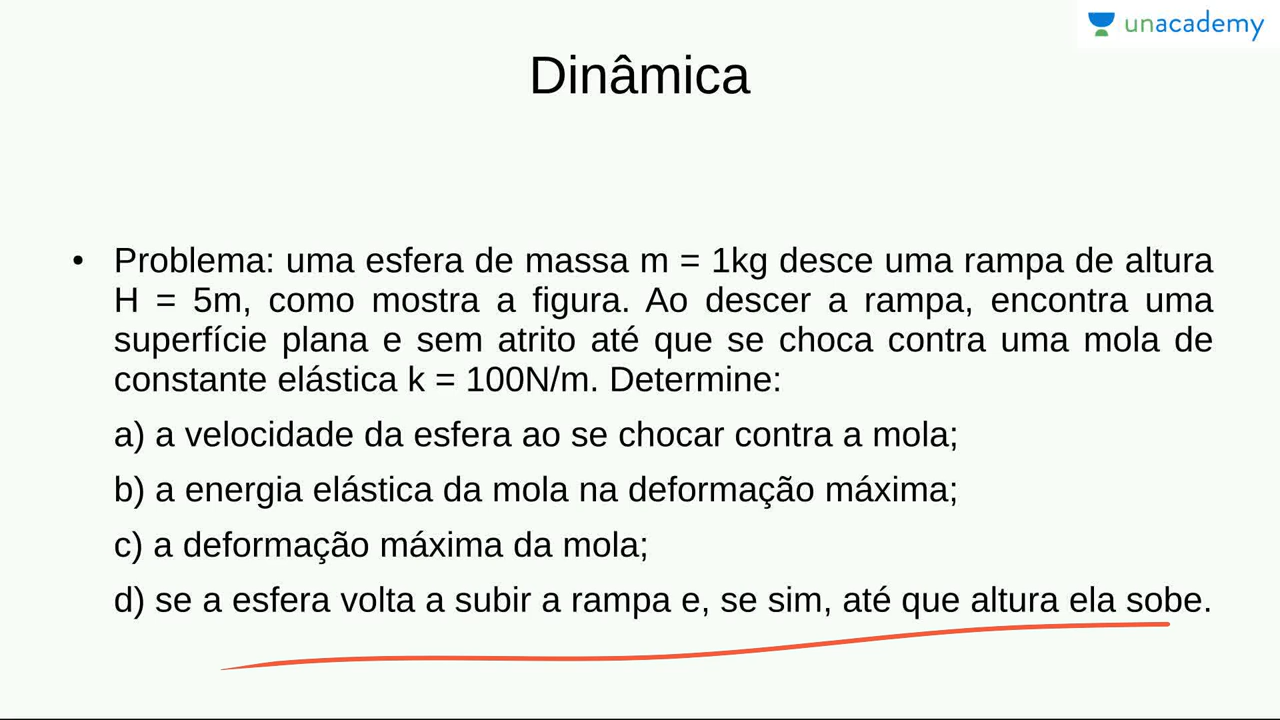 unacademy
Dinâmica
• Problema: uma esfera de massa m = 1kg desce uma rampa de altura
H = 5m, como mostra a figura. Ao descer a rampa, encontra uma
superfície plana e sem atrito até que se choca contra uma mola de
constante elástica k = 100N/m. Determine:
a) a velocidade da esfera ao se chocar contra a mola;
b) a energia elástica da mola na deformação máxima;
c) a deformação máxima da mola;
d) se a esfera volta a subir a rampa e, se sim, até que altura ela sobe.